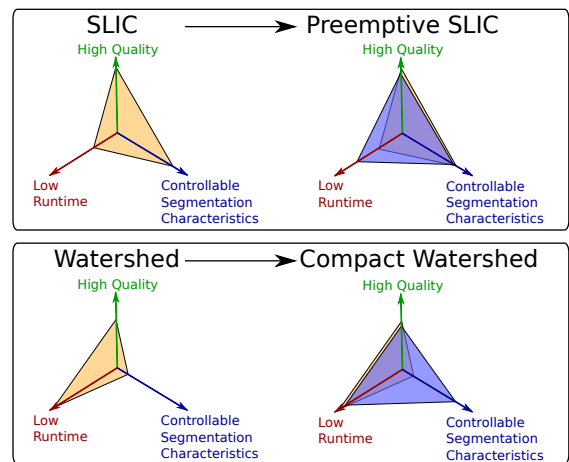 SLIC Preemptive SLIC
High Quality High Quality
Low Runtime Controllable Segmentation Characteristics Low Runtime Controllable Segmentation Characteristics
Watershed Compact Watershed
High Quality High Quality
Low Runtime Controllable Segmentation Characteristics Low Runtime Controllable Segmentation Characteristics